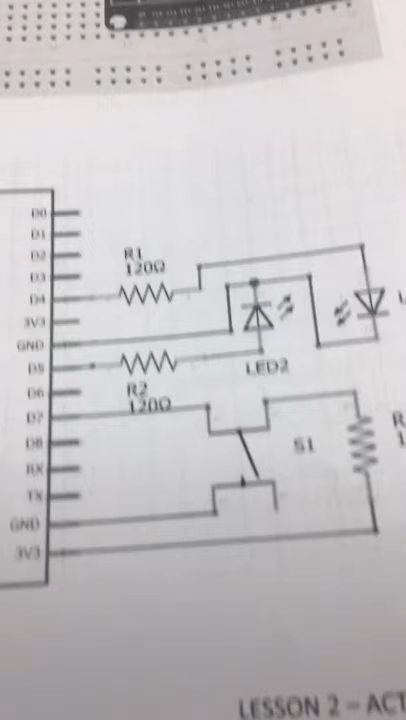 D0
D1
D2
D3
D4
3V3
GND
D5
D6
D7
D8
RX
TX
GND
3V3
R1
120Ω
LED2
R2
120Ω
S1
R
LESSON 2 – ACT